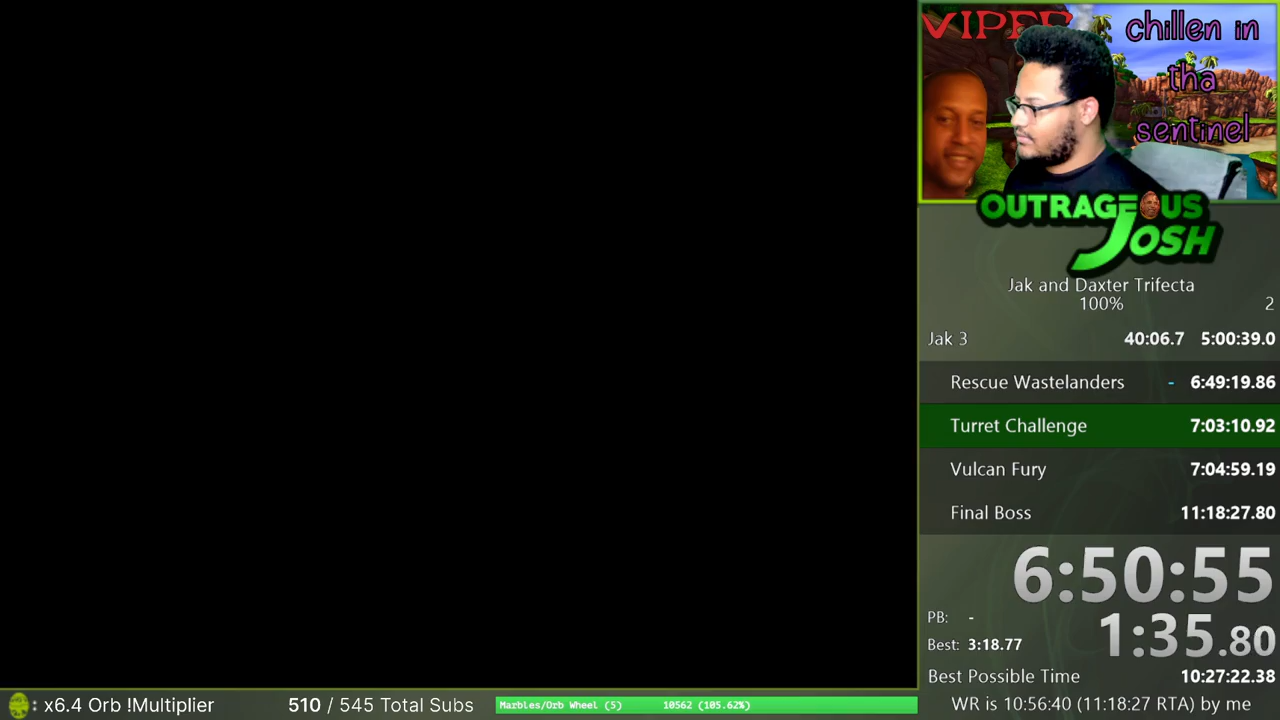 VIPER
chillen in
tha
sentinel
OUTRAGEOUS
JOSH
Jak and Daxter Trifecta
100% 2
Jak 3 40:06.7 5:00:39.0
Rescue Wastelanders - 6:49:19.86
Turret Challenge 7:03:10.92
Vulcan Fury 7:04:59.19
Final Boss 11:18:27.80
6:50:55
PB: -
1:35.80
Best: 3:18.77
Best Possible Time 10:27:22.38
: x6.4 Orb !Multiplier 510 / 545 Total Subs Marbles/Orb Wheel (5) 10562 (105.62%) WR is 10:56:40 (11:18:27 RTA) by me